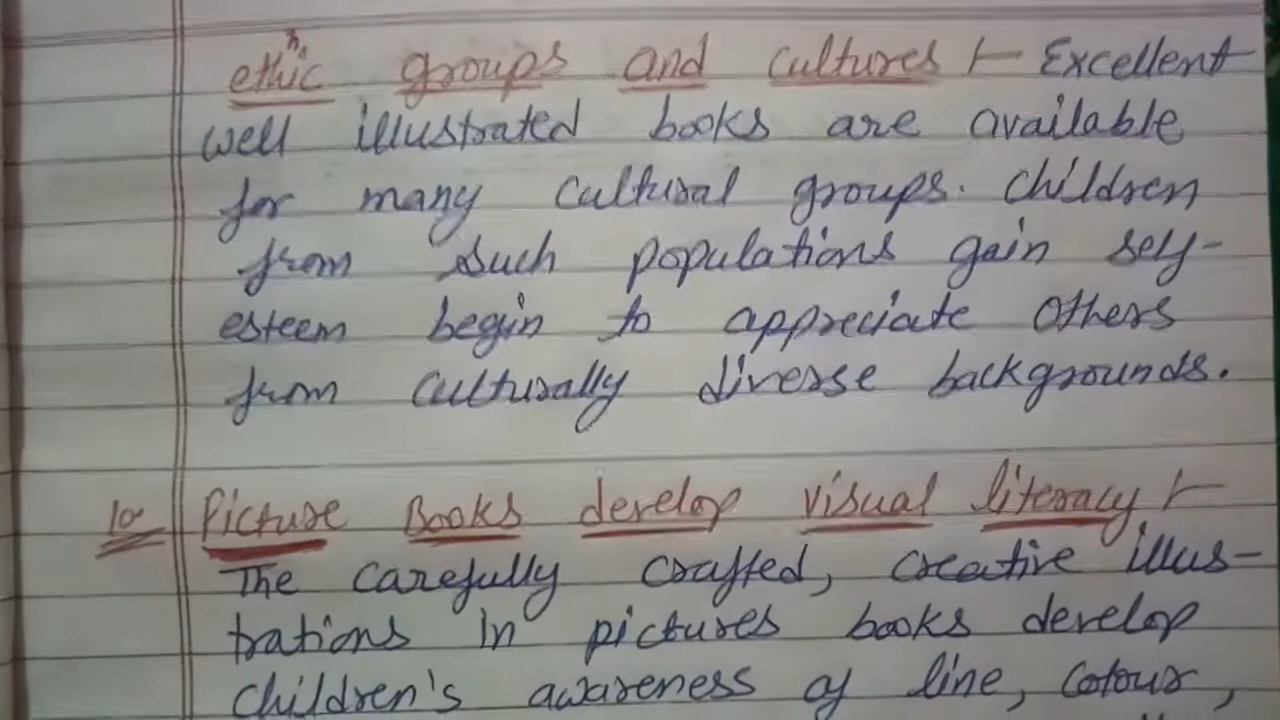 ethnic groups and cultures :- Excellent
well illustrated books are available
for many cultural groups. Children
from such populations gain self-
esteem begin to appreciate others
from culturally diverse backgrounds.
10 Picture Books develop visual literacy :-
The carefully crafted, creative illus-
trations in pictures books develop
children's awareness of line, colour,